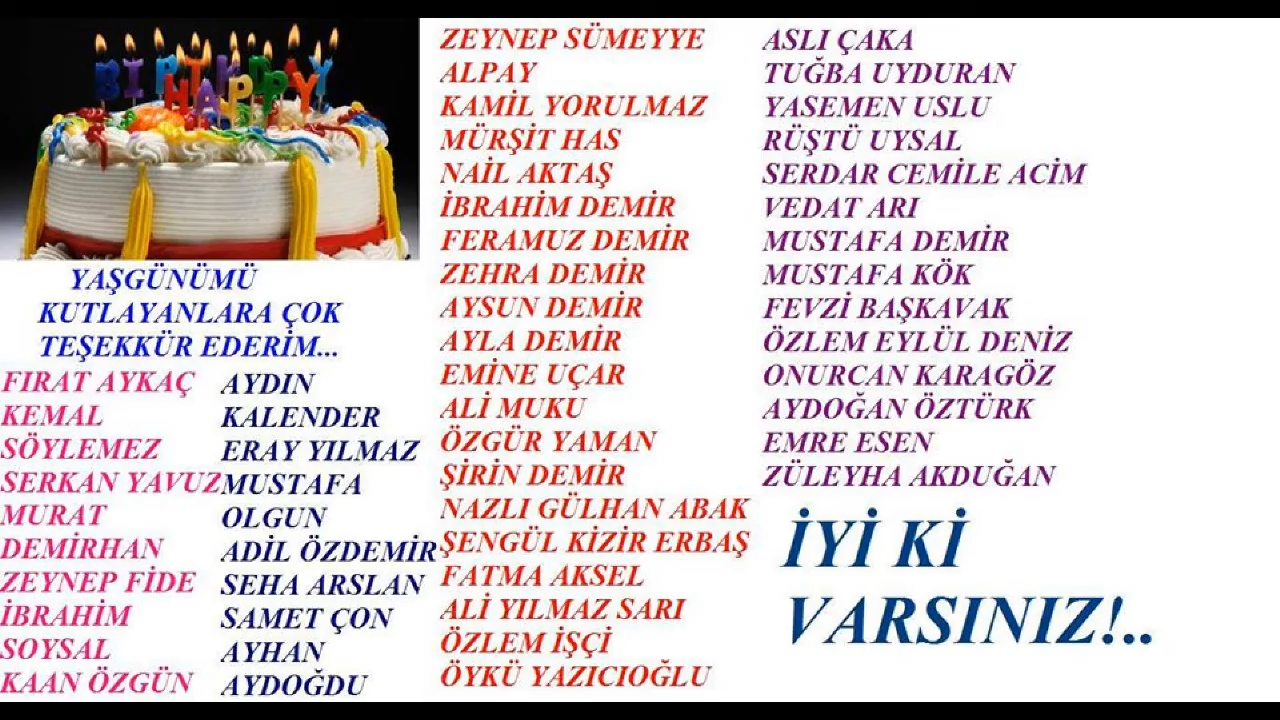 BIRTHDAY
HAPPY
YAŞGÜNÜMÜ
KUTLAYANLARA ÇOK
TEŞEKKÜR EDERİM...
FIRAT AYKAÇ
KEMAL
SÖYLEMEZ
SERKAN YAVUZ
MURAT
DEMİRHAN
ZEYNEP FİDE
İBRAHİM
SOYSAL
KAAN ÖZGÜN
AYDIN
KALENDER
ERAY YILMAZ
MUSTAFA
OLGUN
ADİL ÖZDEMİR
SEHA ARSLAN
SAMET ÇON
AYHAN
AYDOĞDU
ZEYNEP SÜMEYYE
ALPAY
KAMİL YORULMAZ
MÜRŞİT HAS
NAİL AKTAŞ
İBRAHİM DEMİR
FERAMUZ DEMİR
ZEHRA DEMİR
AYSUN DEMİR
AYLA DEMİR
EMİNE UÇAR
ALİ MUKU
ÖZGÜR YAMAN
ŞİRİN DEMİR
NAZLI GÜLHAN ABAK
ŞENGÜL KİZİR ERBAŞ
FATMA AKSEL
ALİ YILMAZ SARI
ÖZLEM İŞÇİ
ÖYKÜ YAZICIOĞLU
ASLI ÇAKA
TUĞBA UYDURAN
YASEMEN USLU
RÜŞTÜ UYSAL
SERDAR CEMİLE ACİM
VEDAT ARI
MUSTAFA DEMİR
MUSTAFA KÖK
FEVZİ BAŞKAVAK
ÖZLEM EYLÜL DENİZ
ONURCAN KARAGÖZ
AYDOĞAN ÖZTÜRK
EMRE ESEN
ZÜLEYHA AKDUĞAN
İYİ Kİ
VARSINIZ!..